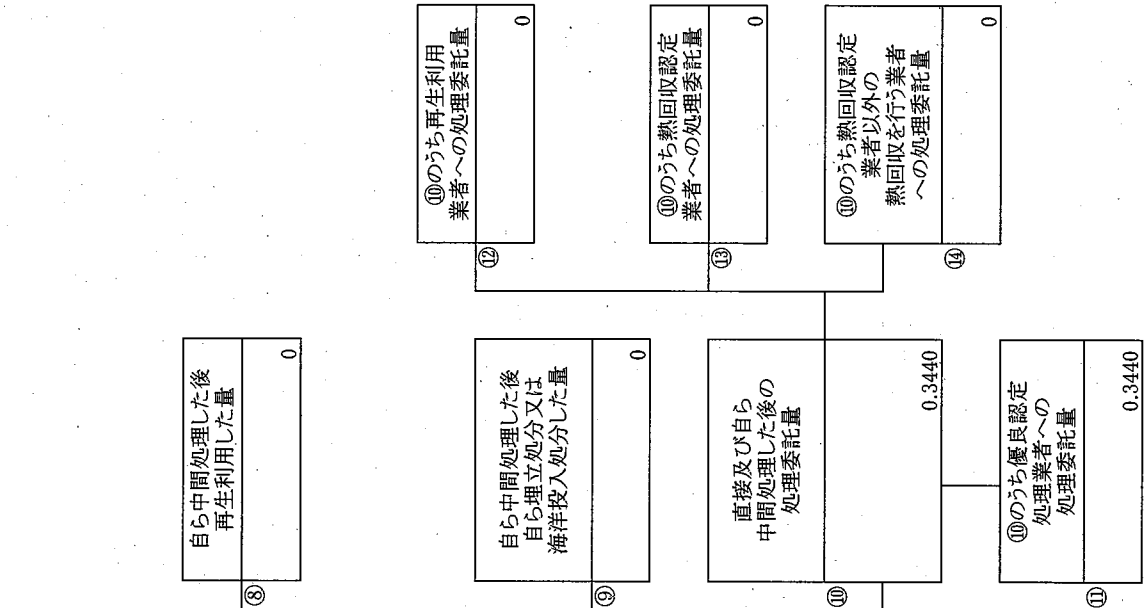 ⑧
自ら中間処理した後
再生利用した量
0
⑨
自ら中間処理した後
自ら埋立処分又は
海洋投入処分した量
0
⑩
直接及び自ら
中間処理した後の
処理委託量
0.3440
⑪
⑩のうち優良認定
処理業者への
処理委託量
0.3440
⑫
⑩のうち再生利用
業者への処理委託量
0
⑬
⑩のうち熱回収認定
業者への処理委託量
0
⑭
⑩のうち熱回収認定
業者以外の
熱回収を行う業者
への処理委託量
0